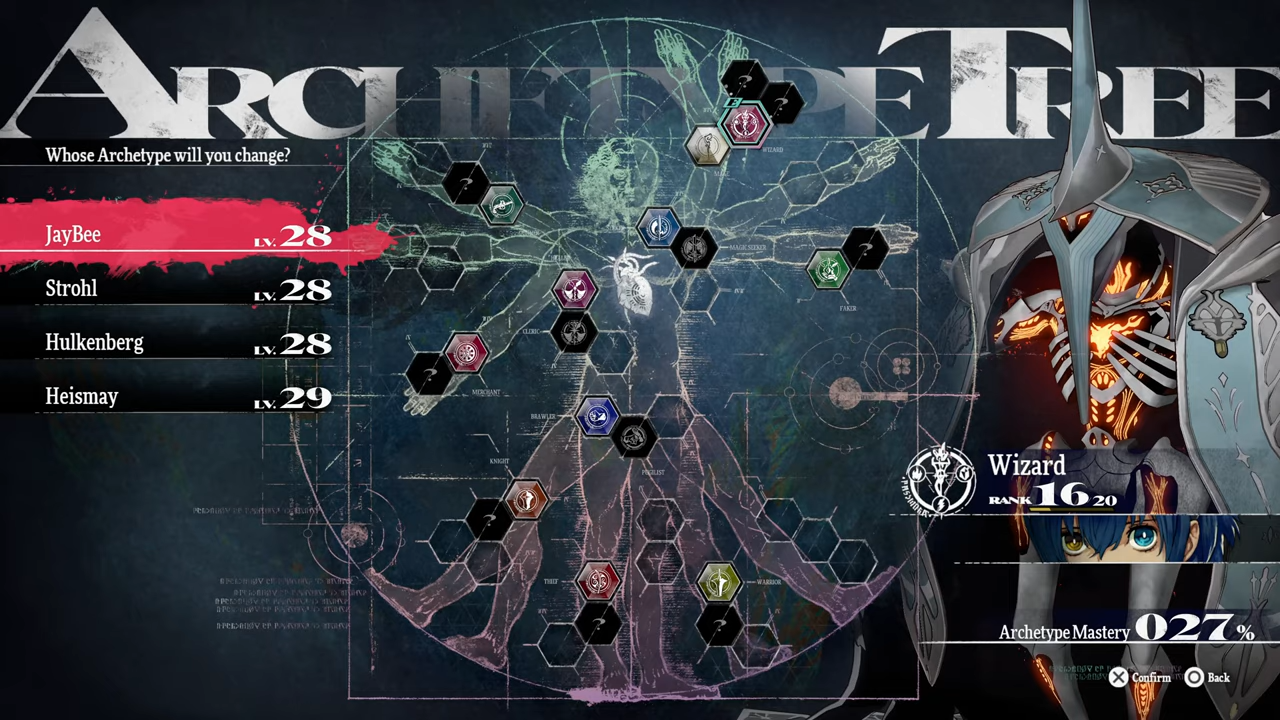 ARCHETYPE TREE
Whose Archetype will you change?
JayBee LV. 28
Strohl LV. 28
Hulkenberg LV. 28
Heismay LV. 29
WIZARD
MAGIC SEEKER
CLERIC
FAKER
MERCHANT
BRAWLER
PUGILIST
KNIGHT
THIEF
WARRIOR
Wizard
RANK 16 20
Archetype Mastery 027%
Confirm
Back